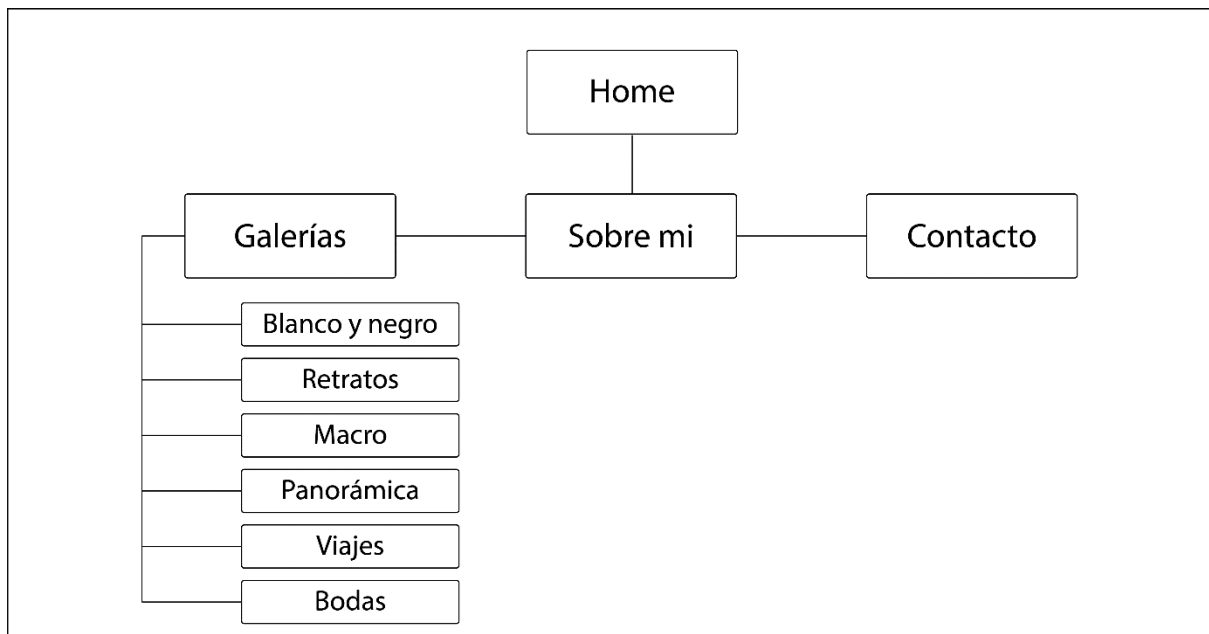 Home
Galerías
Sobre mi
Contacto
Blanco y negro
Retratos
Macro
Panorámica
Viajes
Bodas